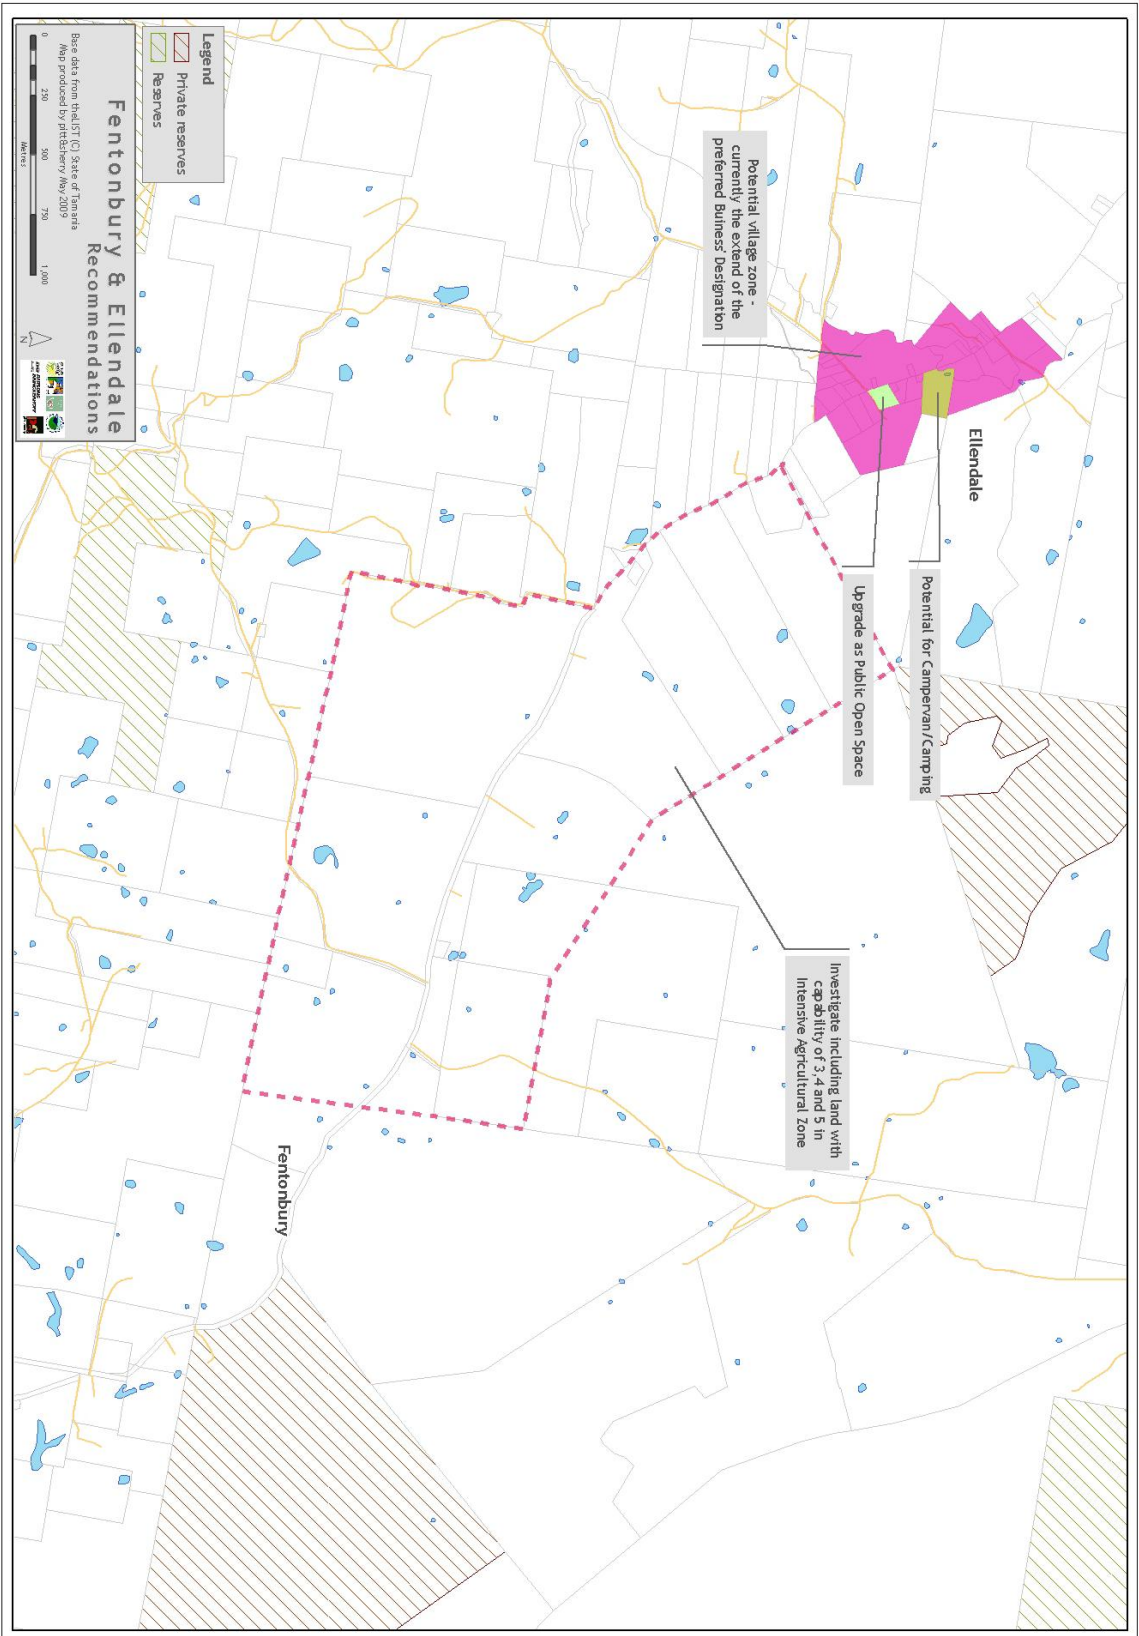 Ellendale
Potential village zone -
currently the extend of the
preferred Buiness' Designation
Potential for Campervan/Camping
Upgrade as Public Open Space
Investigate including land with
capability of 3,4 and 5 in
Intensive Agricultural Zone
Fentonbury
Legend
Private reserves
Reserves
Fentonbury & Ellendale
Recommendations
Base data from theLIST (C) State of Tamania
Map produced by pitt&sherry May 2009
0 250 500 750 1,000
Metres
N